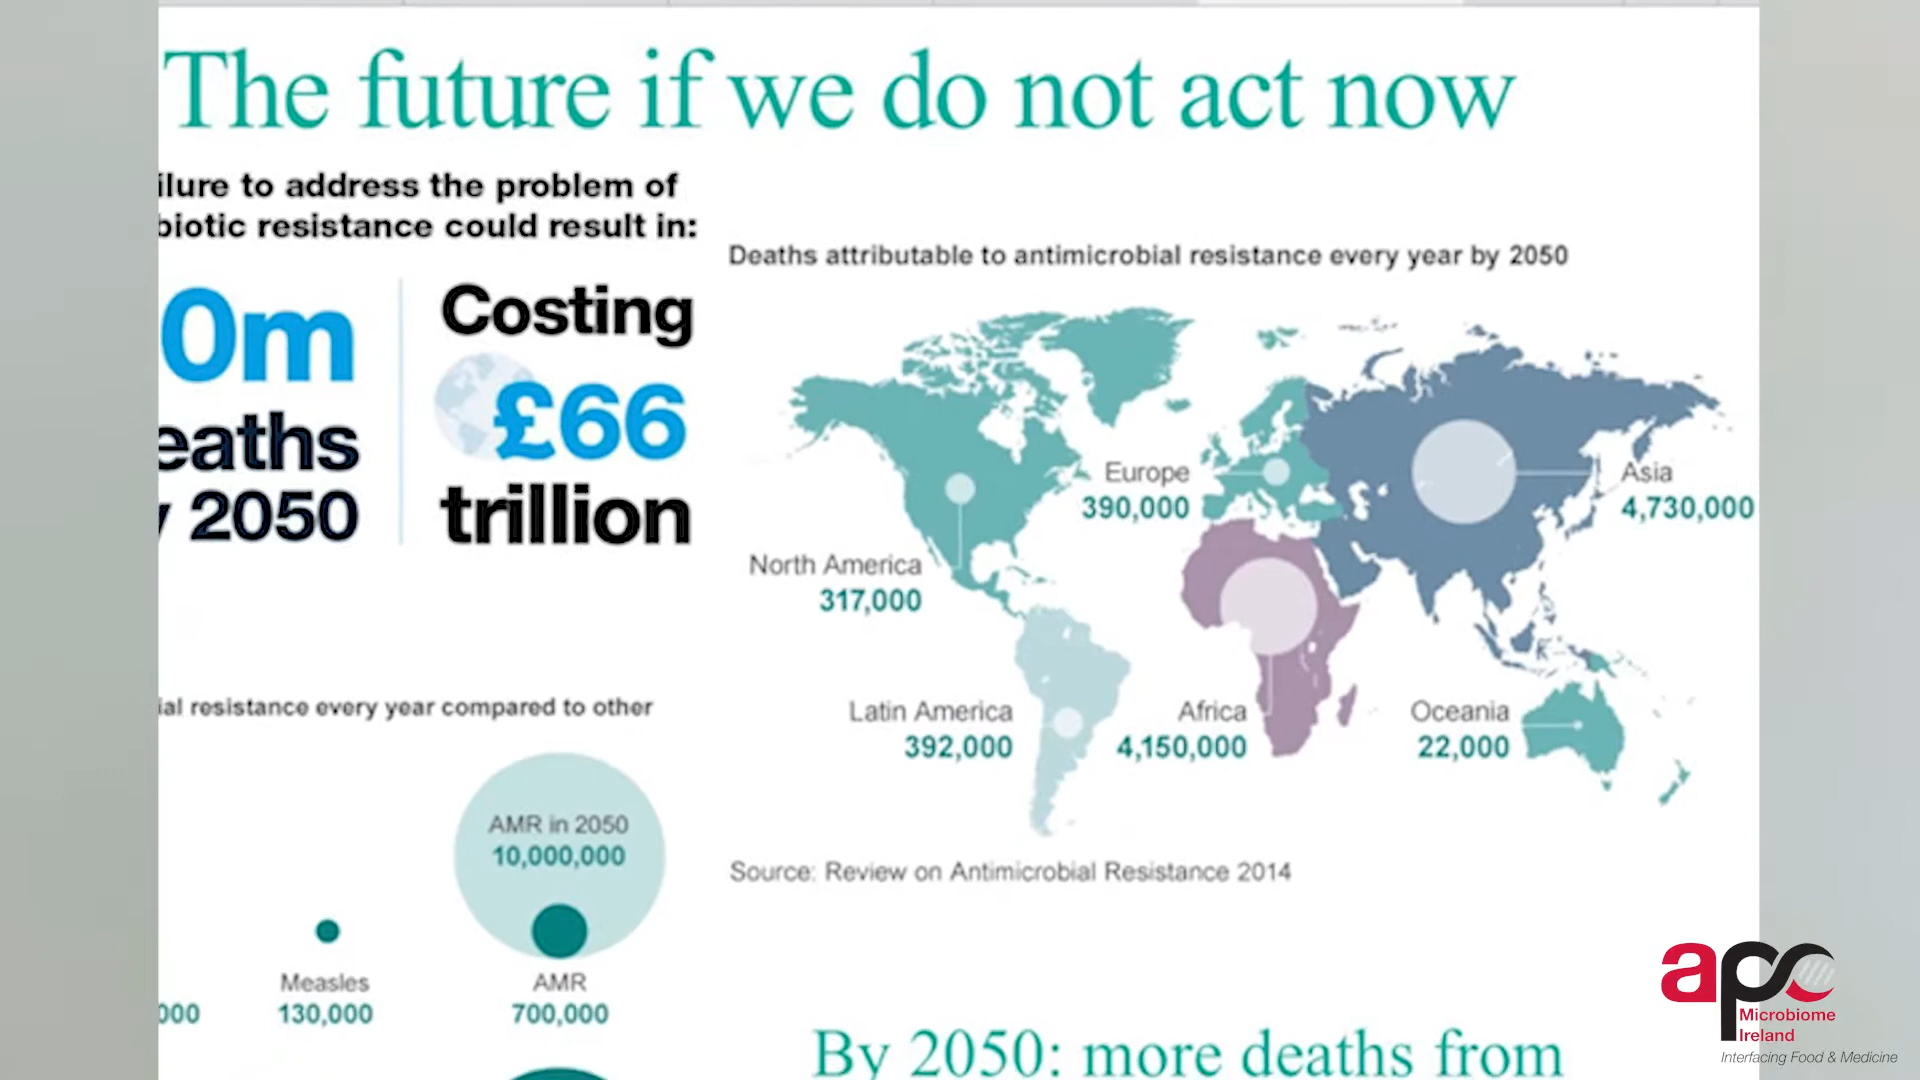 The future if we do not act now
ilure to address the problem of
biotic resistance could result in:
0m
eaths
y 2050
Costing
£66
trillion
Deaths attributable to antimicrobial resistance every year by 2050
Europe
390,000
Asia
4,730,000
North America
317,000
Latin America
392,000
Africa
4,150,000
Oceania
22,000
Source: Review on Antimicrobial Resistance 2014
ial resistance every year compared to other
AMR in 2050
10,000,000
Measles
130,000
AMR
700,000
000
By 2050: more deaths from
apc
Microbiome
Ireland
Interfacing Food & Medicine